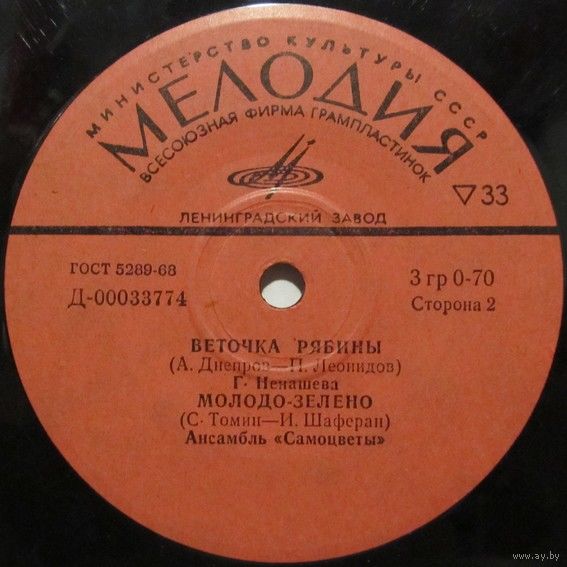 МИНИСТЕРСТВО КУЛЬТУРЫ СССР
МЕЛОДИЯ
ВСЕСОЮЗНАЯ ФИРМА ГРАМПЛАСТИНОК
▽33
ЛЕНИНГРАДСКИЙ ЗАВОД
ГОСТ 5289-68
Д-00033774
3 гр 0-70
Сторона 2
ВЕТОЧКА РЯБИНЫ
(А. Днепров—П. Леонидов)
Г. Ненашева
МОЛОДО-ЗЕЛЕНО
(С. Томин—И. Шаферан)
Ансамбль «Самоцветы»
www.ay.by